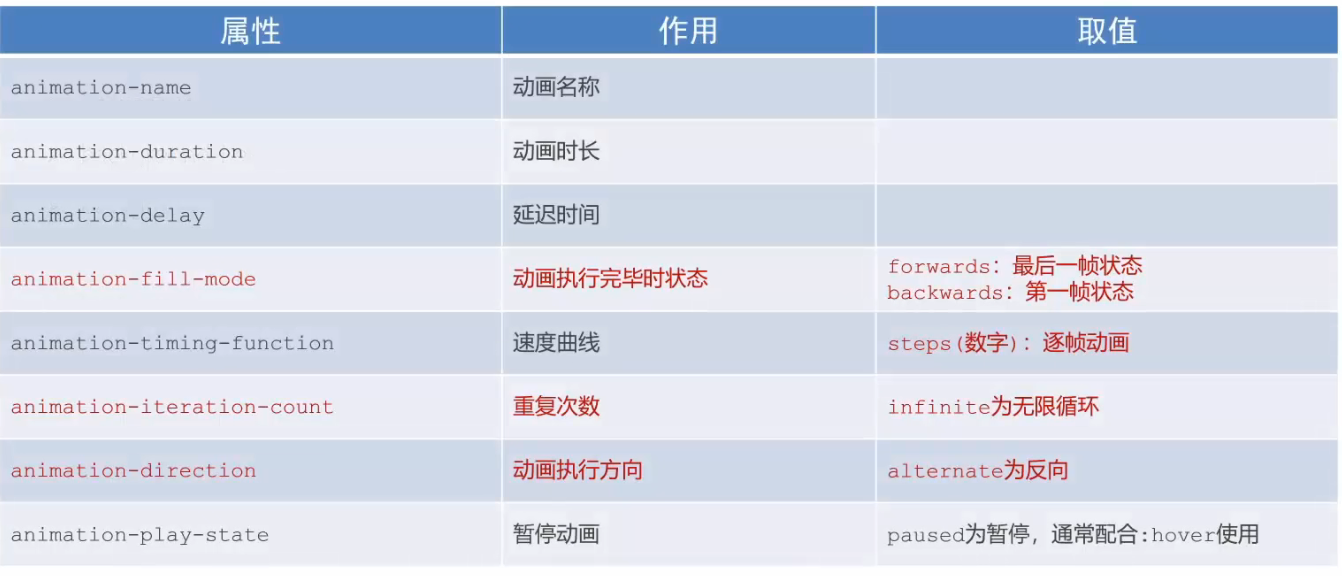 属性 作用 取值
animation-name 动画名称
animation-duration 动画时长
animation-delay 延迟时间
animation-fill-mode 动画执行完毕时状态 forwards：最后一帧状态
backwards：第一帧状态
animation-timing-function 速度曲线 steps(数字)：逐帧动画
animation-iteration-count 重复次数 infinite为无限循环
animation-direction 动画执行方向 alternate为反向
animation-play-state 暂停动画 paused为暂停，通常配合:hover使用